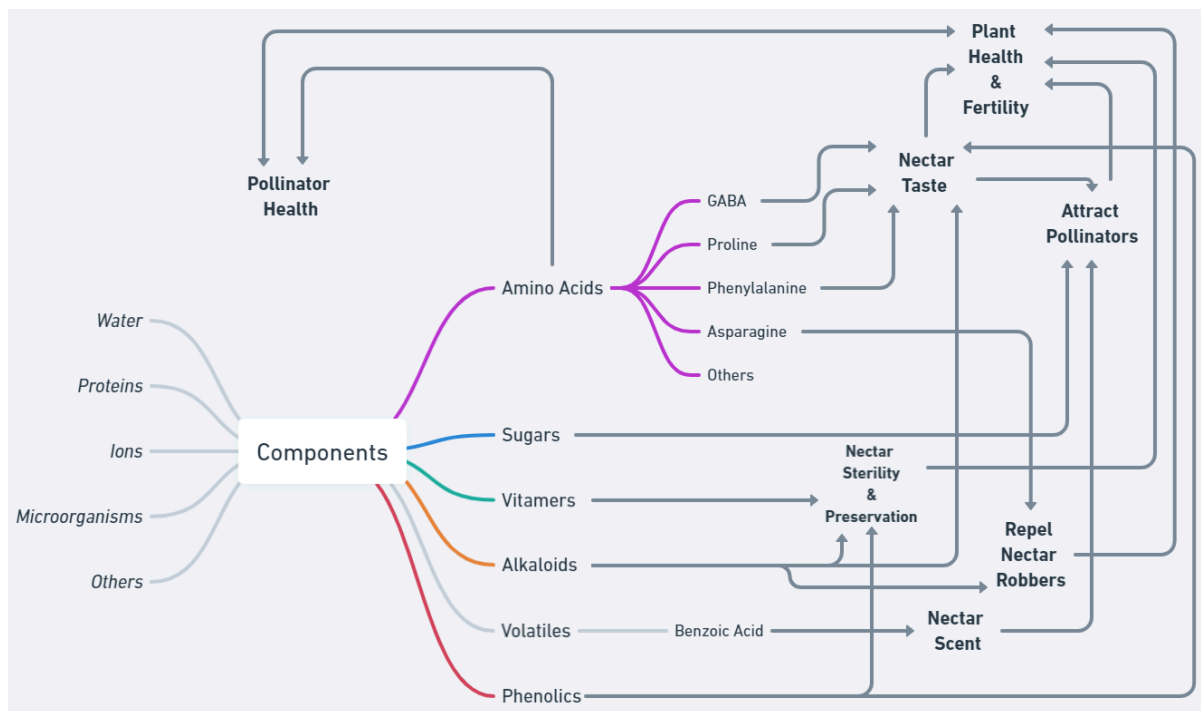 Plant
Health
&
Fertility
Pollinator
Health
Nectar
Taste
Attract
Pollinators
GABA
Proline
Phenylalanine
Asparagine
Others
Amino Acids
Water
Proteins
Ions
Microorganisms
Others
Components
Sugars
Vitamers
Alkaloids
Volatiles
Phenolics
Benzoic Acid
Nectar
Sterility
&
Preservation
Repel
Nectar
Robbers
Nectar
Scent